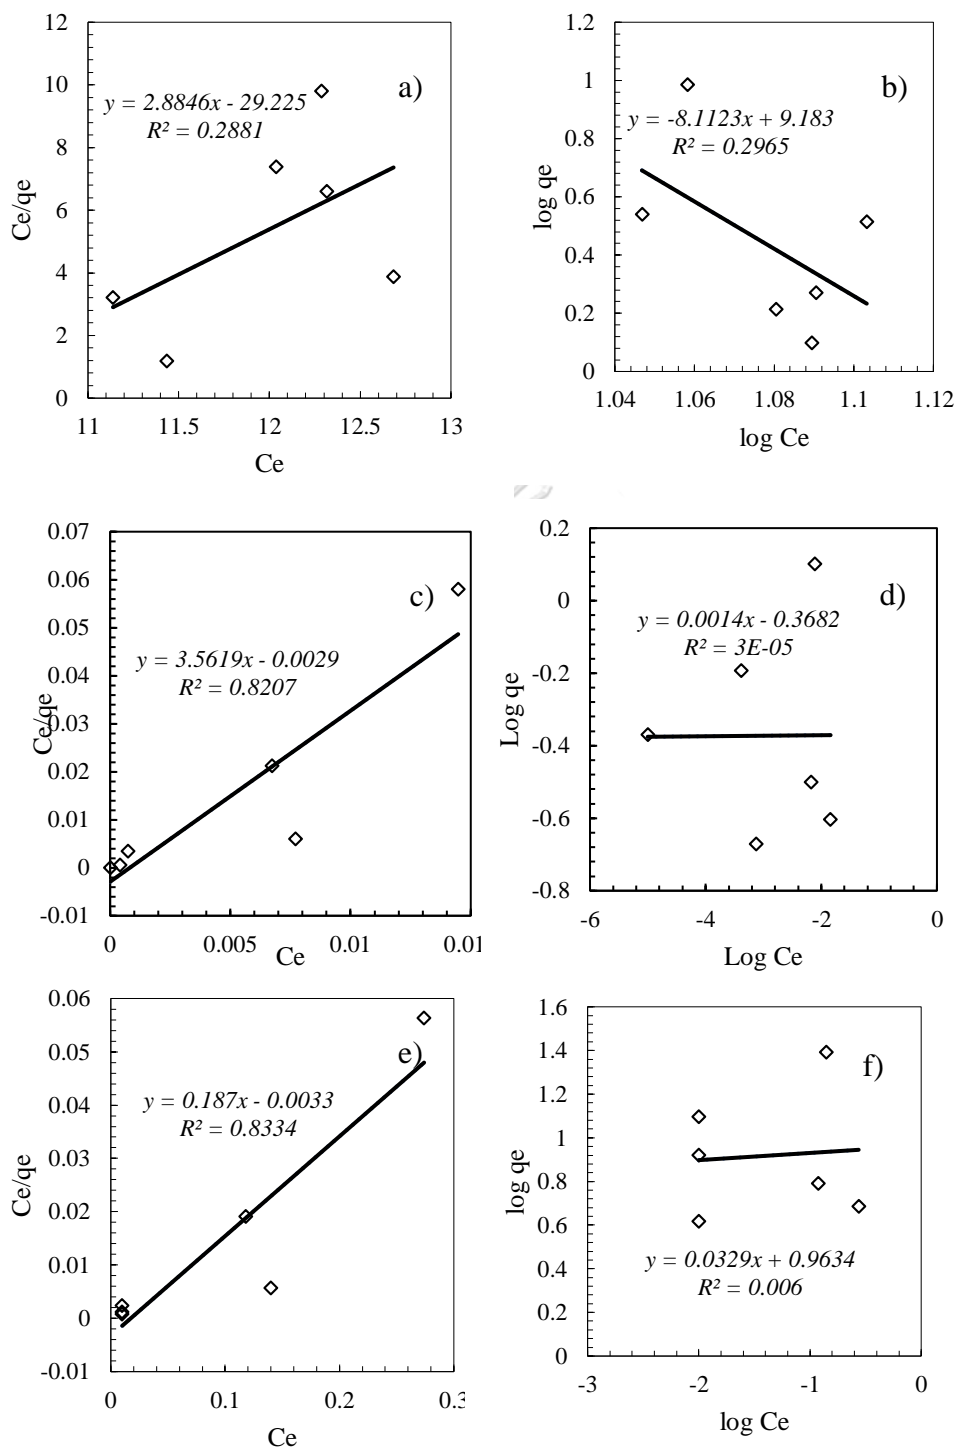 12
10
8
6
4
2
0
Ce/qe
a)
y = 2.8846x - 29.225
R² = 0.2881
11 11.5 12 12.5 13
Ce
1.2
1
0.8
0.6
0.4
0.2
0
log qe
b)
y = -8.1123x + 9.183
R² = 0.2965
1.04 1.06 1.08 1.1 1.12
log Ce
0.07
0.06
0.05
0.04
0.03
0.02
0.01
0
-0.01
Ce/qe
c)
y = 3.5619x - 0.0029
R² = 0.8207
0 0.005 0.01 0.01
Ce
0.2
0
-0.2
-0.4
-0.6
-0.8
Log qe
d)
y = 0.0014x - 0.3682
R² = 3E-05
-6 -4 -2 0
Log Ce
0.06
0.05
0.04
0.03
0.02
0.01
0
-0.01
Ce/qe
e)
y = 0.187x - 0.0033
R² = 0.8334
0 0.1 0.2 0.3
Ce
1.6
1.4
1.2
1
0.8
0.6
0.4
0.2
0
log qe
f)
y = 0.0329x + 0.9634
R² = 0.006
-3 -2 -1 0
log Ce